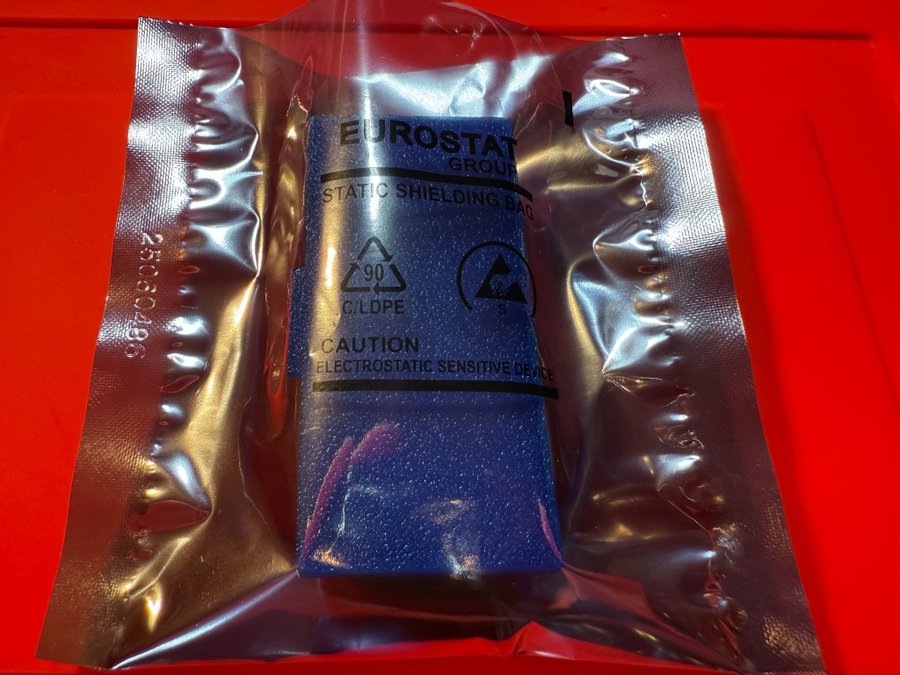 EUROSTAT
GROUP
STATIC SHIELDING BAG
90
C/LDPE
S
CAUTION
ELECTROSTATIC SENSITIVE DEVICE
25060486